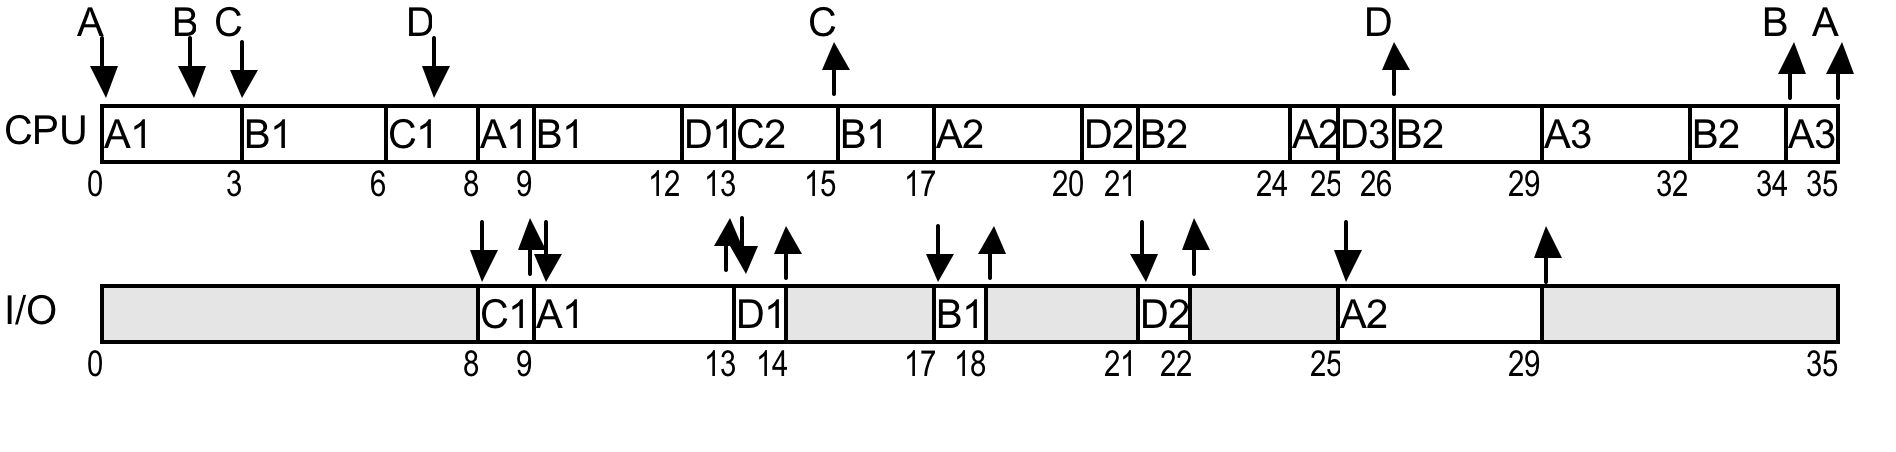 A B C D C D B A
CPU A1 B1 C1 A1 B1 D1 C2 B1 A2 D2 B2 A2 D3 B2 A3 B2 A3
0 3 6 8 9 12 13 15 17 20 21 24 25 26 29 32 34 35
I/O C1 A1 D1 B1 D2 A2
0 8 9 13 14 17 18 21 22 25 29 35